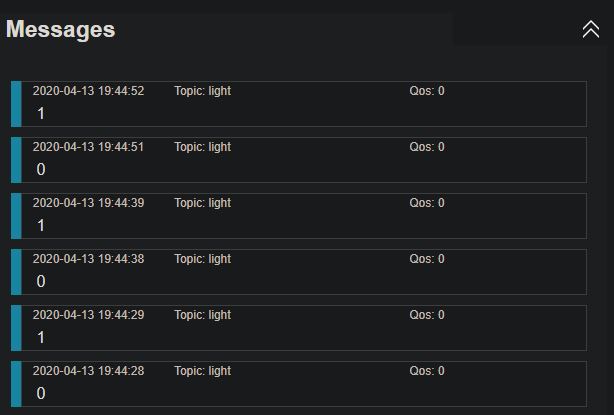 Messages
2020-04-13 19:44:52 Topic: light Qos: 0
1
2020-04-13 19:44:51 Topic: light Qos: 0
0
2020-04-13 19:44:39 Topic: light Qos: 0
1
2020-04-13 19:44:38 Topic: light Qos: 0
0
2020-04-13 19:44:29 Topic: light Qos: 0
1
2020-04-13 19:44:28 Topic: light Qos: 0
0